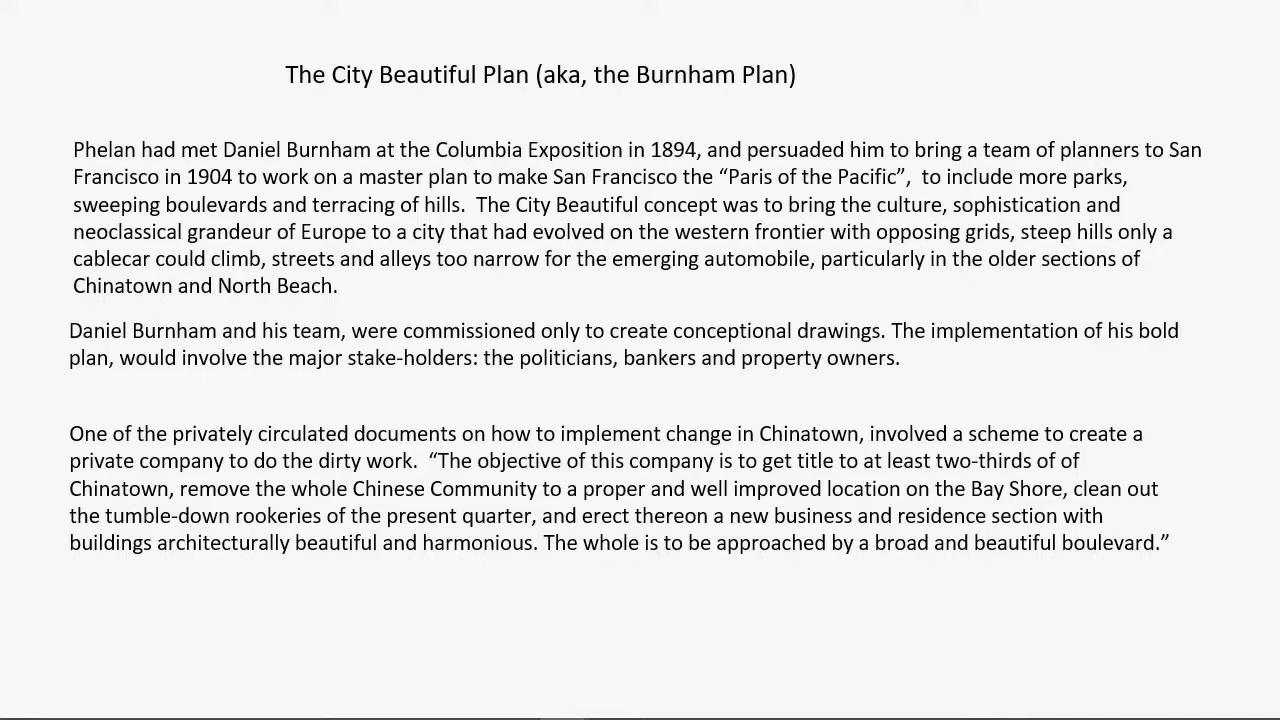 The City Beautiful Plan (aka, the Burnham Plan)
Phelan had met Daniel Burnham at the Columbia Exposition in 1894, and persuaded him to bring a team of planners to San
Francisco in 1904 to work on a master plan to make San Francisco the “Paris of the Pacific”,  to include more parks,
sweeping boulevards and terracing of hills.  The City Beautiful concept was to bring the culture, sophistication and
neoclassical grandeur of Europe to a city that had evolved on the western frontier with opposing grids, steep hills only a
cablecar could climb, streets and alleys too narrow for the emerging automobile, particularly in the older sections of
Chinatown and North Beach.
Daniel Burnham and his team, were commissioned only to create conceptional drawings. The implementation of his bold
plan, would involve the major stake-holders: the politicians, bankers and property owners.
One of the privately circulated documents on how to implement change in Chinatown, involved a scheme to create a
private company to do the dirty work.  “The objective of this company is to get title to at least two-thirds of of
Chinatown, remove the whole Chinese Community to a proper and well improved location on the Bay Shore, clean out
the tumble-down rookeries of the present quarter, and erect thereon a new business and residence section with
buildings architecturally beautiful and harmonious. The whole is to be approached by a broad and beautiful boulevard.”